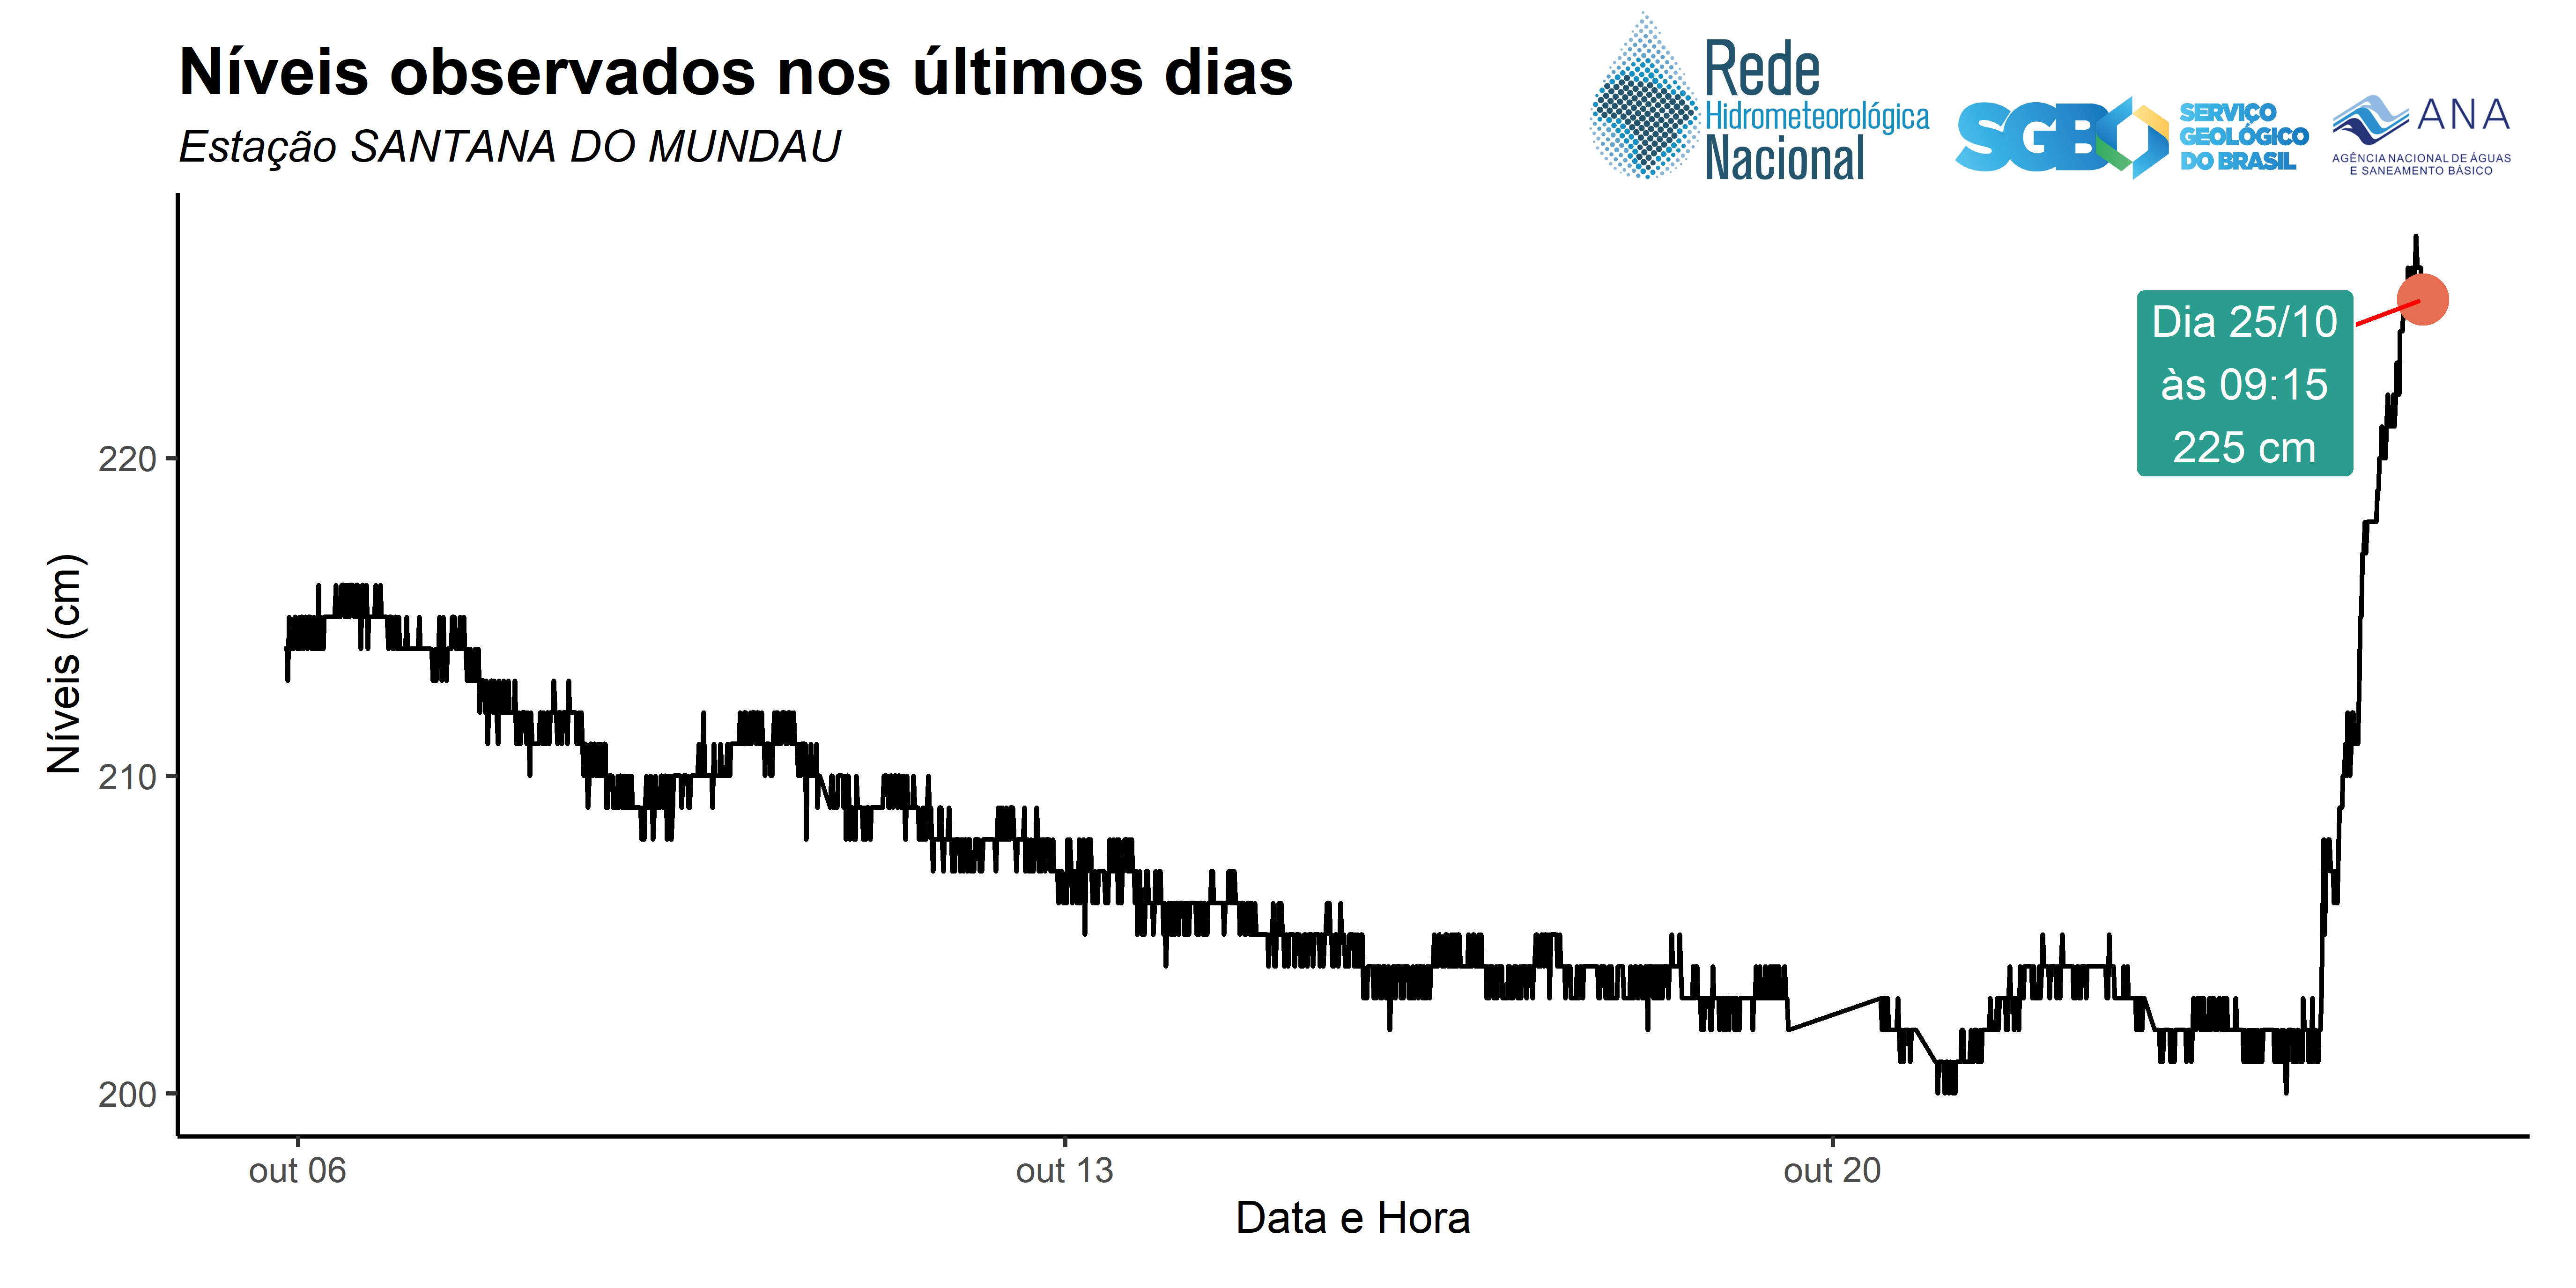 Níveis observados nos últimos dias
Estação SANTANA DO MUNDAU
Rede
Hidrometeorológica
Nacional
SGB
SERVIÇO
GEOLÓGICO
DO BRASIL
ANA
AGÊNCIA NACIONAL DE ÁGUAS
E SANEAMENTO BÁSICO
Dia 25/10
às 09:15
225 cm
Níveis (cm)
220
210
200
out 06
out 13
out 20
Data e Hora